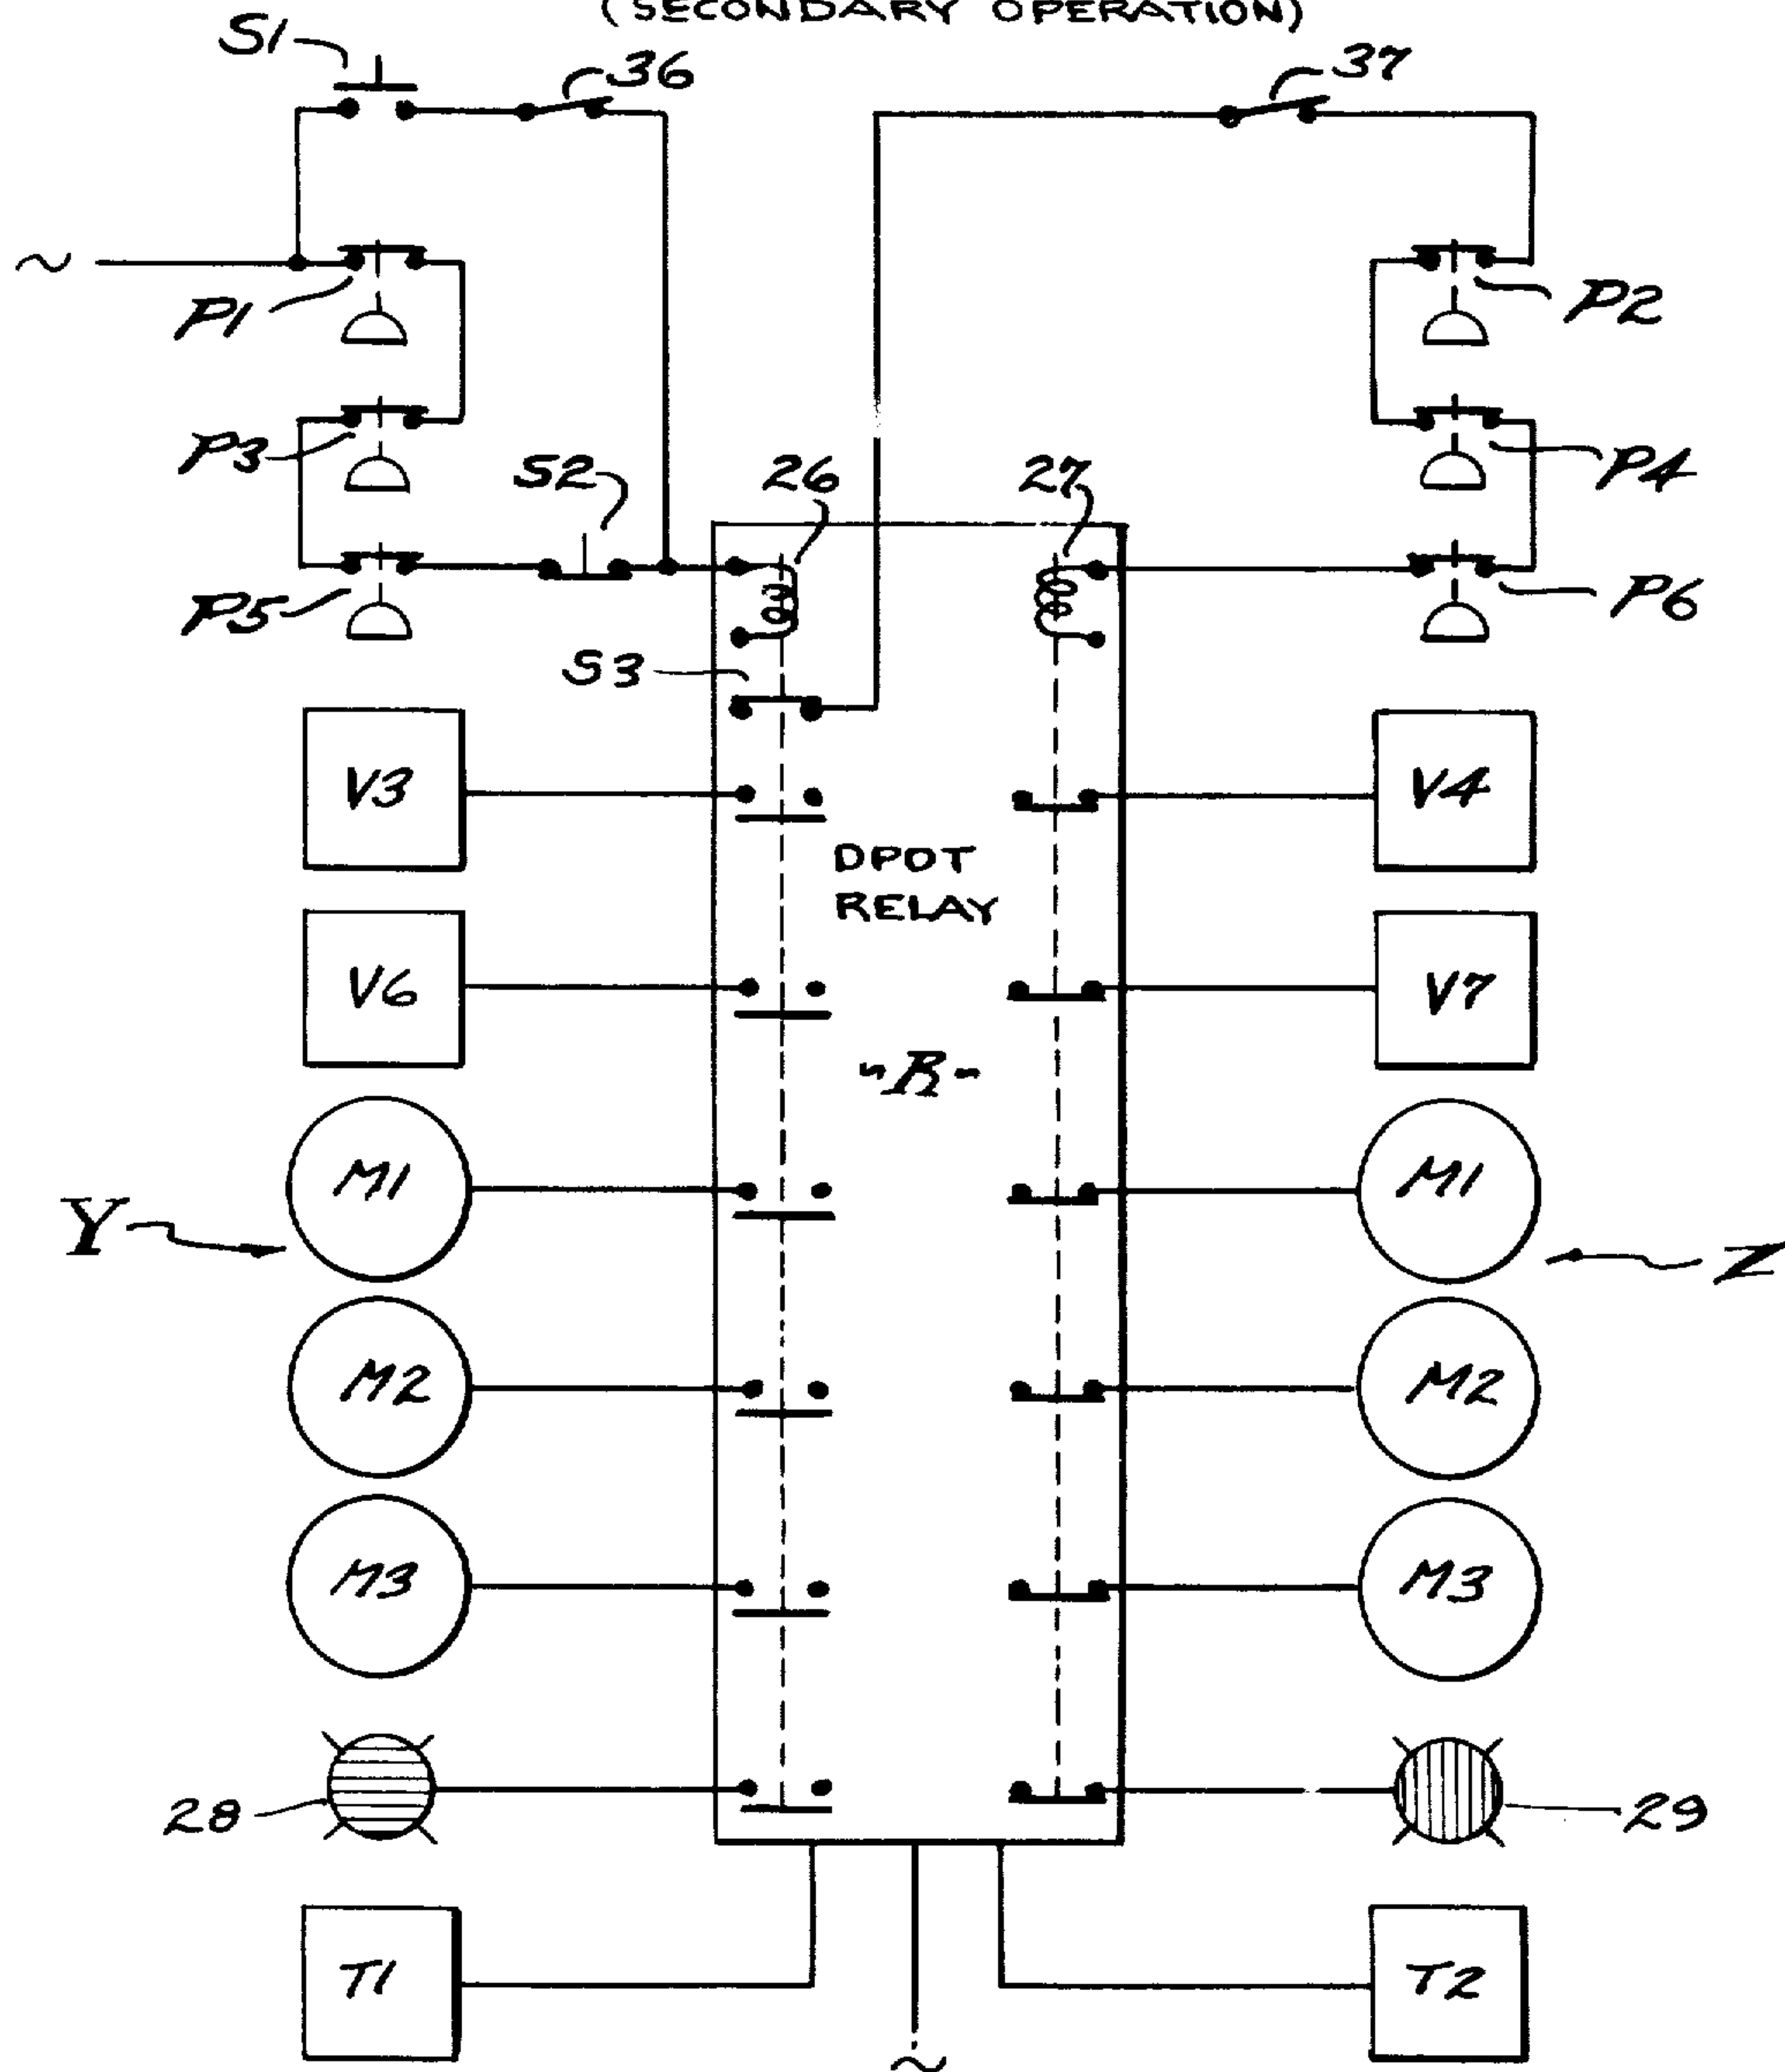 (SECONDARY OPERATION)
S1
36
37
~
P1
P2
P3
P4
S2
26
27
P5
P6
S3
V3
V4
DPOT
RELAY
V6
V7
"R"
M1
M1
Y
Z
M2
M2
M3
M3
28
29
T1
T2
~